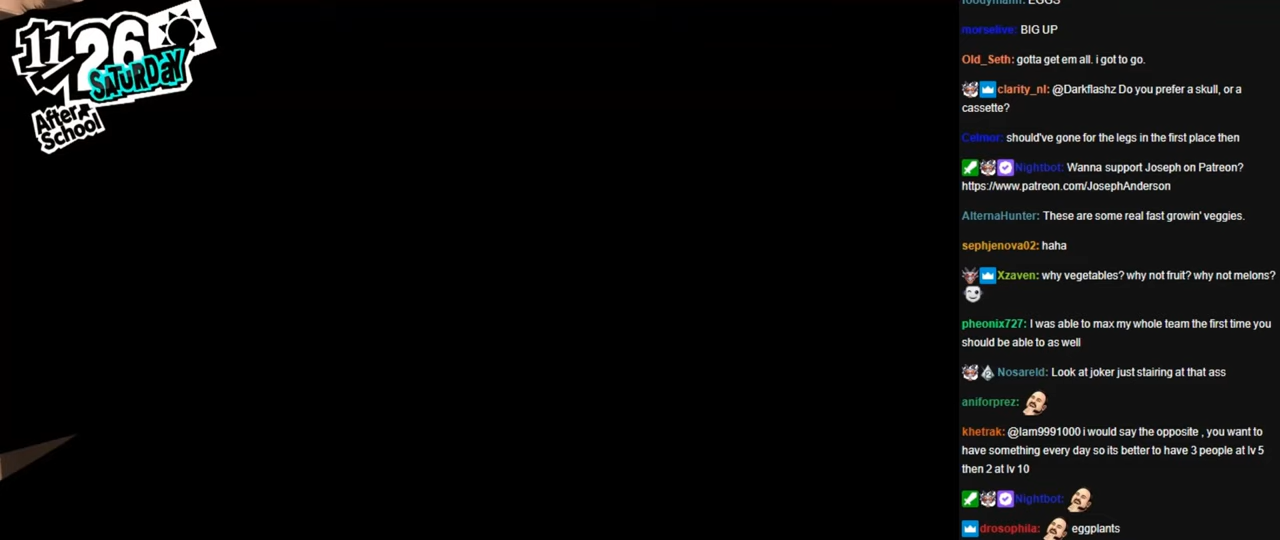 11/26
SATURDAY
After School
foodymann: EGGS
morselive: BIG UP
Old_Seth: gotta get em all. i got to go.
clarity_nl: @Darkflashz Do you prefer a skull, or a
cassette?
Celmor: should've gone for the legs in the first place then
Nightbot: Wanna support Joseph on Patreon?
https://www.patreon.com/JosephAnderson
AlternaHunter: These are some real fast growin' veggies.
sephjenova02: haha
Xzaven: why vegetables? why not fruit? why not melons?
pheonix727: I was able to max my whole team the first time you
should be able to as well
Nosareld: Look at joker just stairing at that ass
aniforprez:
khetrak: @lam9991000 i would say the opposite , you want to
have something every day so its better to have 3 people at lv 5
then 2 at lv 10
Nightbot:
drosophila: eggplants